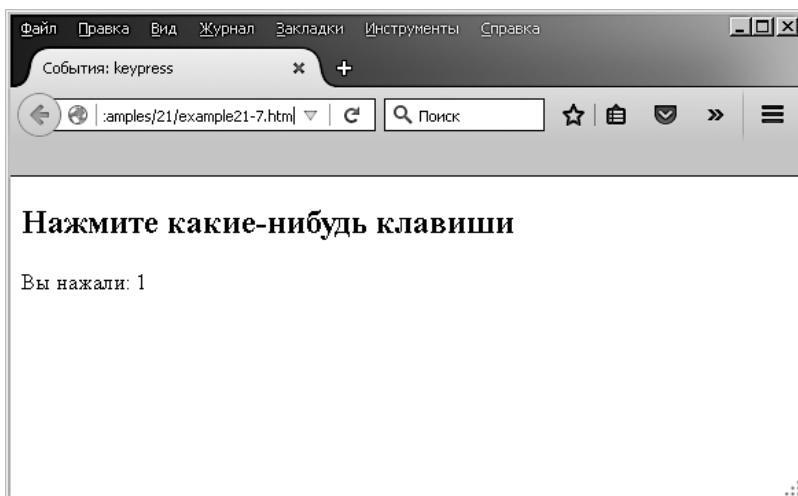 Файл Правка Вид Журнал Закладки Инструменты Справка
События: keypress
:amples/21/example21-7.htm Поиск
Нажмите какие-нибудь клавиши
Вы нажали: 1